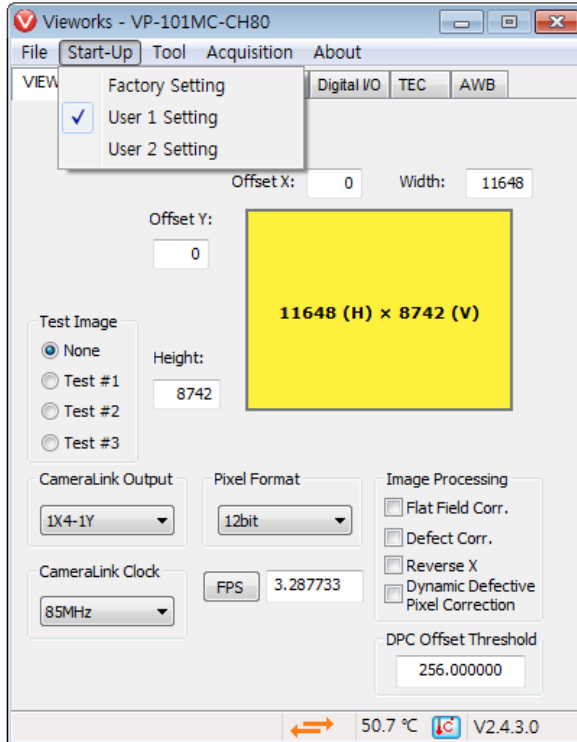 Vieworks - VP-101MC-CH80
File Start-Up Tool Acquisition About
VIEW Digital I/O TEC AWB
Factory Setting
User 1 Setting
User 2 Setting
Offset X: 0 Width: 11648
Offset Y:
0
11648 (H) × 8742 (V)
Test Image
None
Test #1
Test #2
Test #3
Height:
8742
CameraLink Output
1X4-1Y
Pixel Format
12bit
Image Processing
Flat Field Corr.
Defect Corr.
Reverse X
Dynamic Defective
Pixel Correction
CameraLink Clock
85MHz
FPS 3.287733
DPC Offset Threshold
256.000000
50.7 ℃ V2.4.3.0